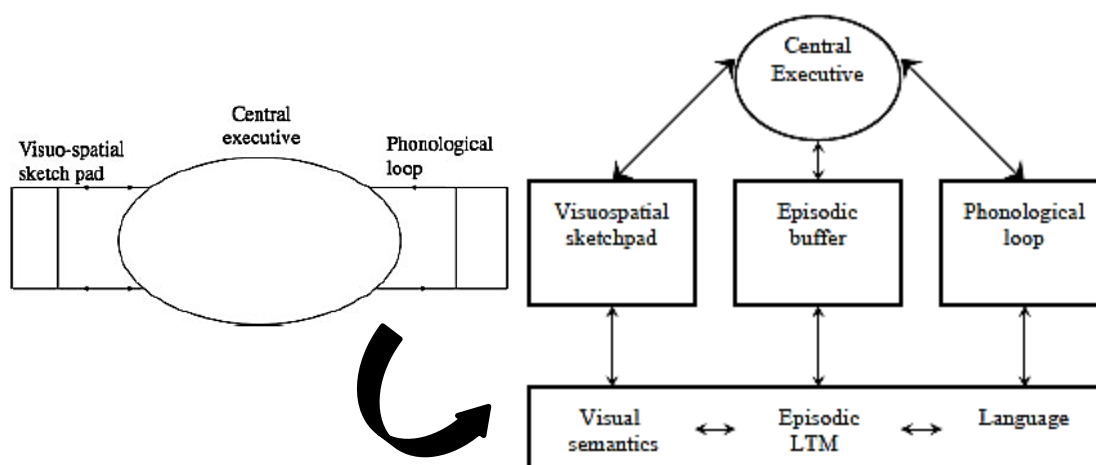 Central
executive
Visuo-spatial
sketch pad
Phonological
loop
Central
Executive
Visuospatial
sketchpad
Episodic
buffer
Phonological
loop
Visual
semantics
Episodic
LTM
Language